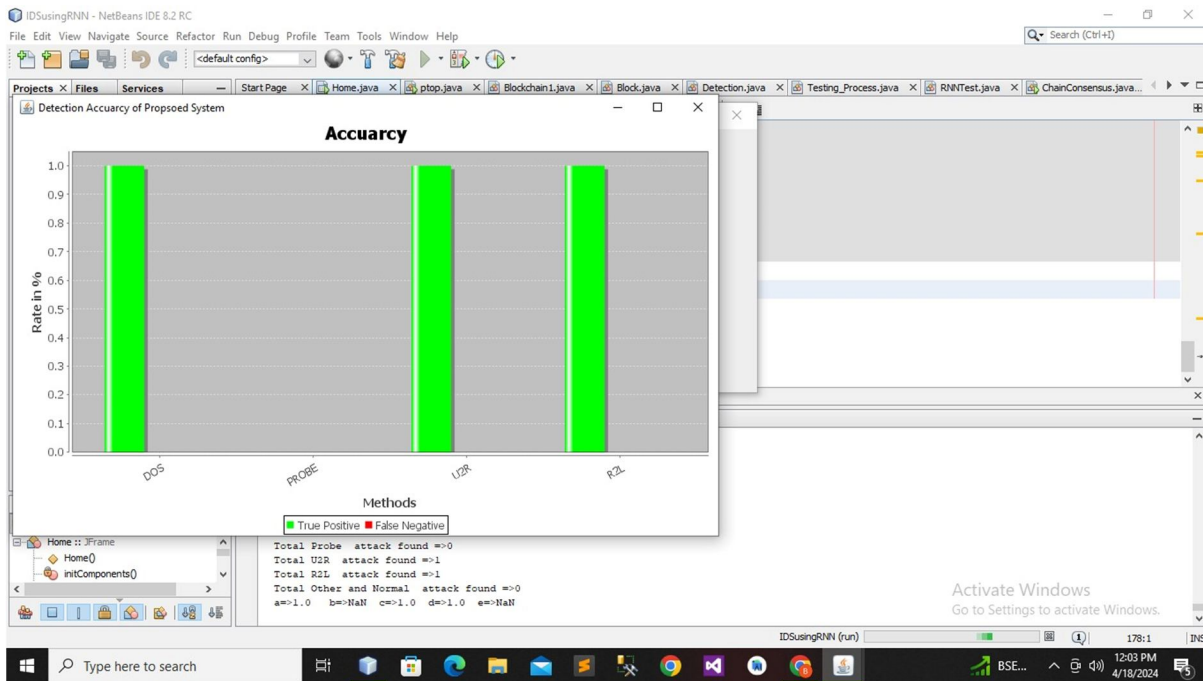 IDSusingRNN - NetBeans IDE 8.2 RC
File Edit View Navigate Source Refactor Run Debug Profile Team Tools Window Help
Search (Ctrl+I)
<default config>
Projects Files Services
Start Page Home.java ptop.java Blockchain1.java Block.java Detection.java Testing_Process.java RNNTest.java ChainConsensus.java...
Detection Accuarcy of Propsoed System
Accuarcy
1.0
0.9
0.8
0.7
0.6
0.5
0.4
0.3
0.2
0.1
0.0
Rate in %
DOS PROBE U2R R2L
Methods
True Positive False Negative
Home :: JFrame
Home()
initComponents()
Total Probe attack found =>0
Total U2R attack found =>1
Total R2L attack found =>1
Total Other and Normal attack found =>0
a=>1.0 b=>NaN c=>1.0 d=>1.0 e=>NaN
Activate Windows
Go to Settings to activate Windows.
IDSusingRNN (run)
1
178:1
INS
Type here to search
BSE...
12:03 PM
4/18/2024
5